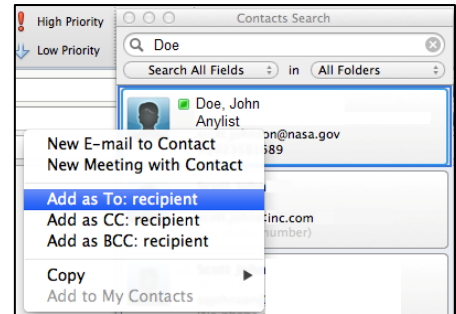 High Priority
Low Priority
Contacts Search
Doe
Search All Fields in All Folders
Doe, John
Anylist
on@nasa.gov
589
New E-mail to Contact
New Meeting with Contact
Add as To: recipient
Add as CC: recipient
Add as BCC: recipient
inc.com
number)
Copy
Add to My Contacts